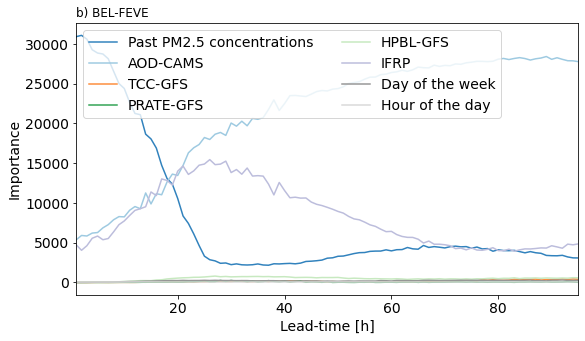 b) BEL-FEVE
Past PM2.5 concentrations
AOD-CAMS
TCC-GFS
PRATE-GFS
HPBL-GFS
IFRP
Day of the week
Hour of the day
30000
25000
20000
15000
10000
5000
0
Importance
20 40 60 80
Lead-time [h]